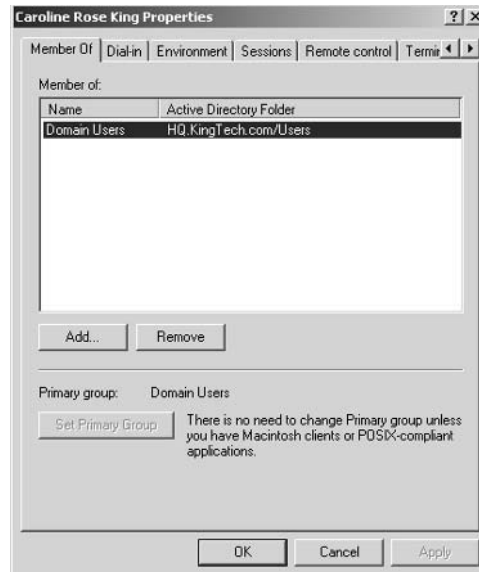 Caroline Rose King Properties
Member Of Dial-in Environment Sessions Remote control
Member of:
Name Active Directory Folder
Domain Users HQ.KingTech.com/Users
Add... Remove
Primary group: Domain Users
Set Primary Group
There is no need to change Primary group unless
you have Macintosh clients or POSIX-compliant
applications.
OK Cancel Apply